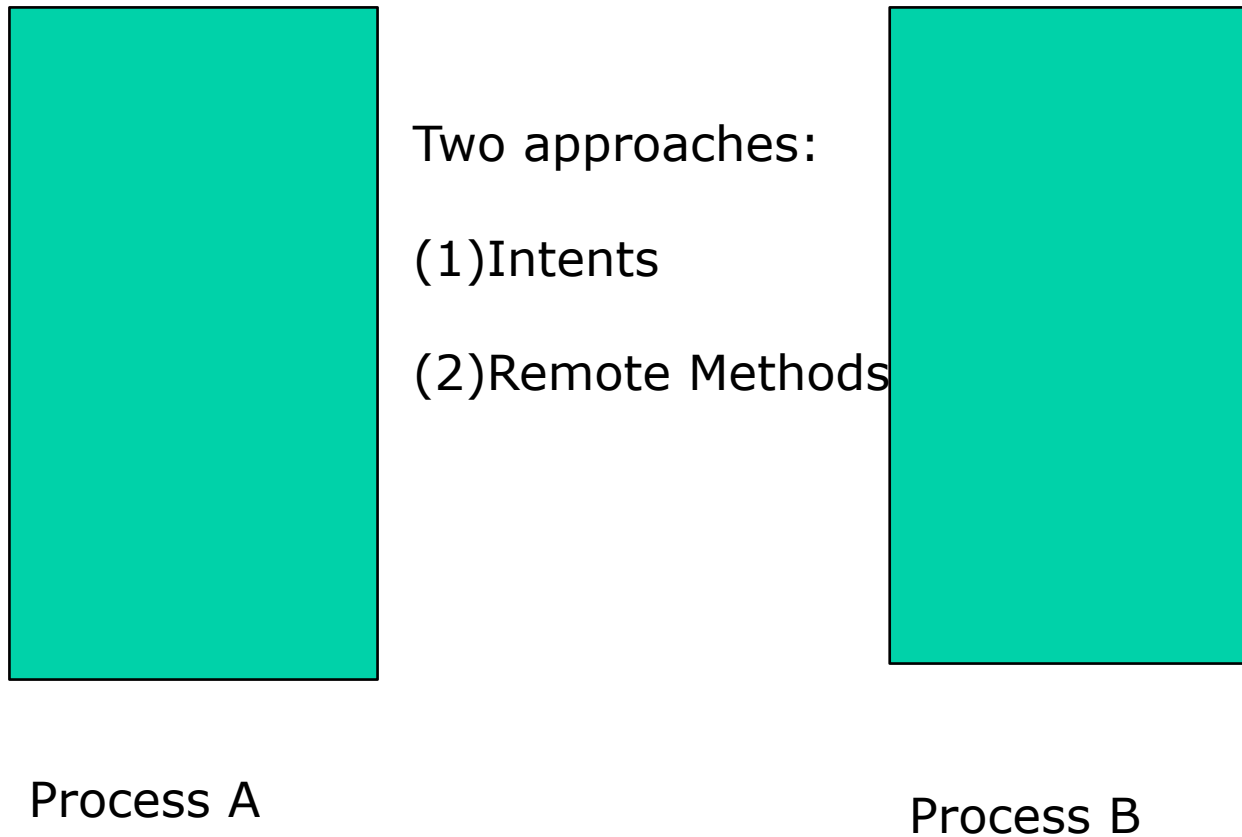 Two approaches:
(1)Intents
(2)Remote Methods
Process A
Process B